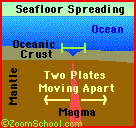 Seafloor Spreading
Ocean
Oceanic
Crust
Mantle
Two Plates
Moving Apart
Magma
©ZoomSchool.com